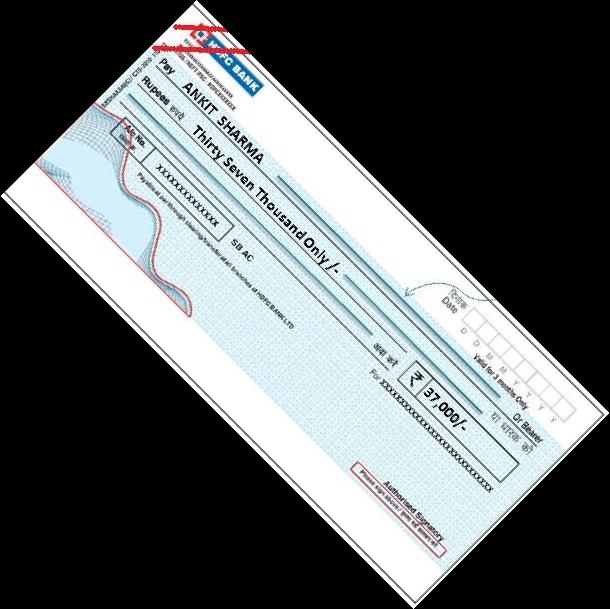 HDFC BANK
Date दिनांक
D D M M Y Y Y Y
Valid for 3 months Only
Pay ANKIT SHARMA
Or Bearer
या धारक को
Rupees रुपये Thirty Seven Thousand Only/-
अदा करें
₹ 37,000/-
A/c No.
XXXXXXXXXXXXXX
SB AC
For XXXXXXXXXXXXXXXXXXXXXXXXXXXX
Payable at par through clearing/transfer at all branches of HDFC BANK LTD
Authorised Signatory
Please sign above /